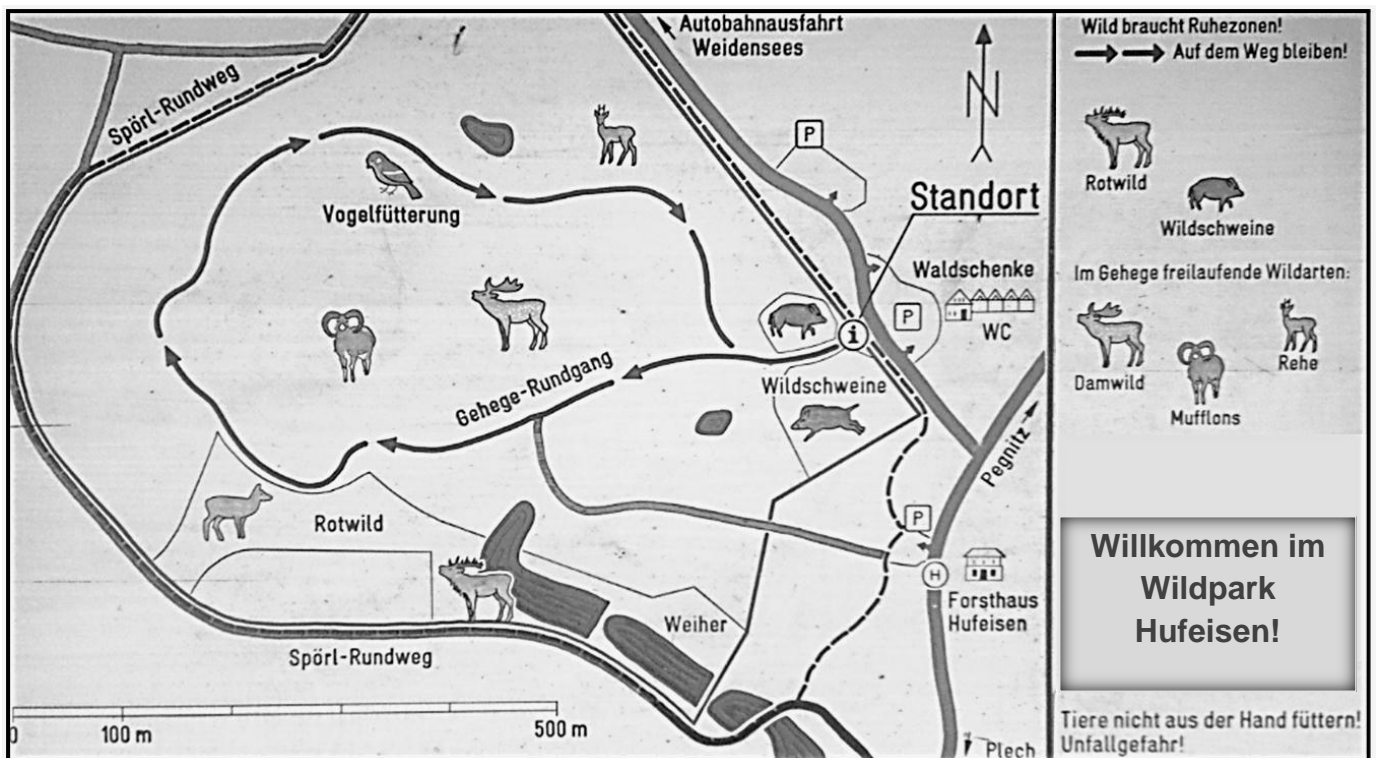 Autobahnausfahrt
Weidensees
Spörl-Rundweg
N
P
Standort
Vogelfütterung
Waldschenke
P
WC
i
Gehege-Rundgang
Wildschweine
Pegnitz
Rotwild
P
H
Forsthaus
Hufeisen
Weiher
Spörl-Rundweg
0 100 m 500 m
Plech
Wild braucht Ruhezonen!
Auf dem Weg bleiben!
Rotwild
Wildschweine
Im Gehege freilaufende Wildarten:
Damwild
Rehe
Mufflons
Willkommen im
Wildpark
Hufeisen!
Tiere nicht aus der Hand füttern!
Unfallgefahr!